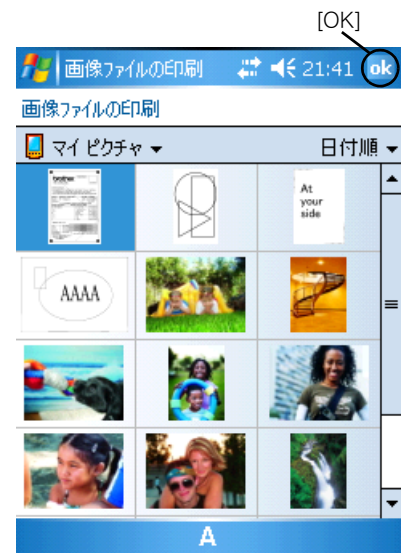 [OK]
画像ファイルの印刷 21:41 ok
画像ファイルの印刷
マイ ピクチャ 日付順
brother
At
your
side
AAAA
A